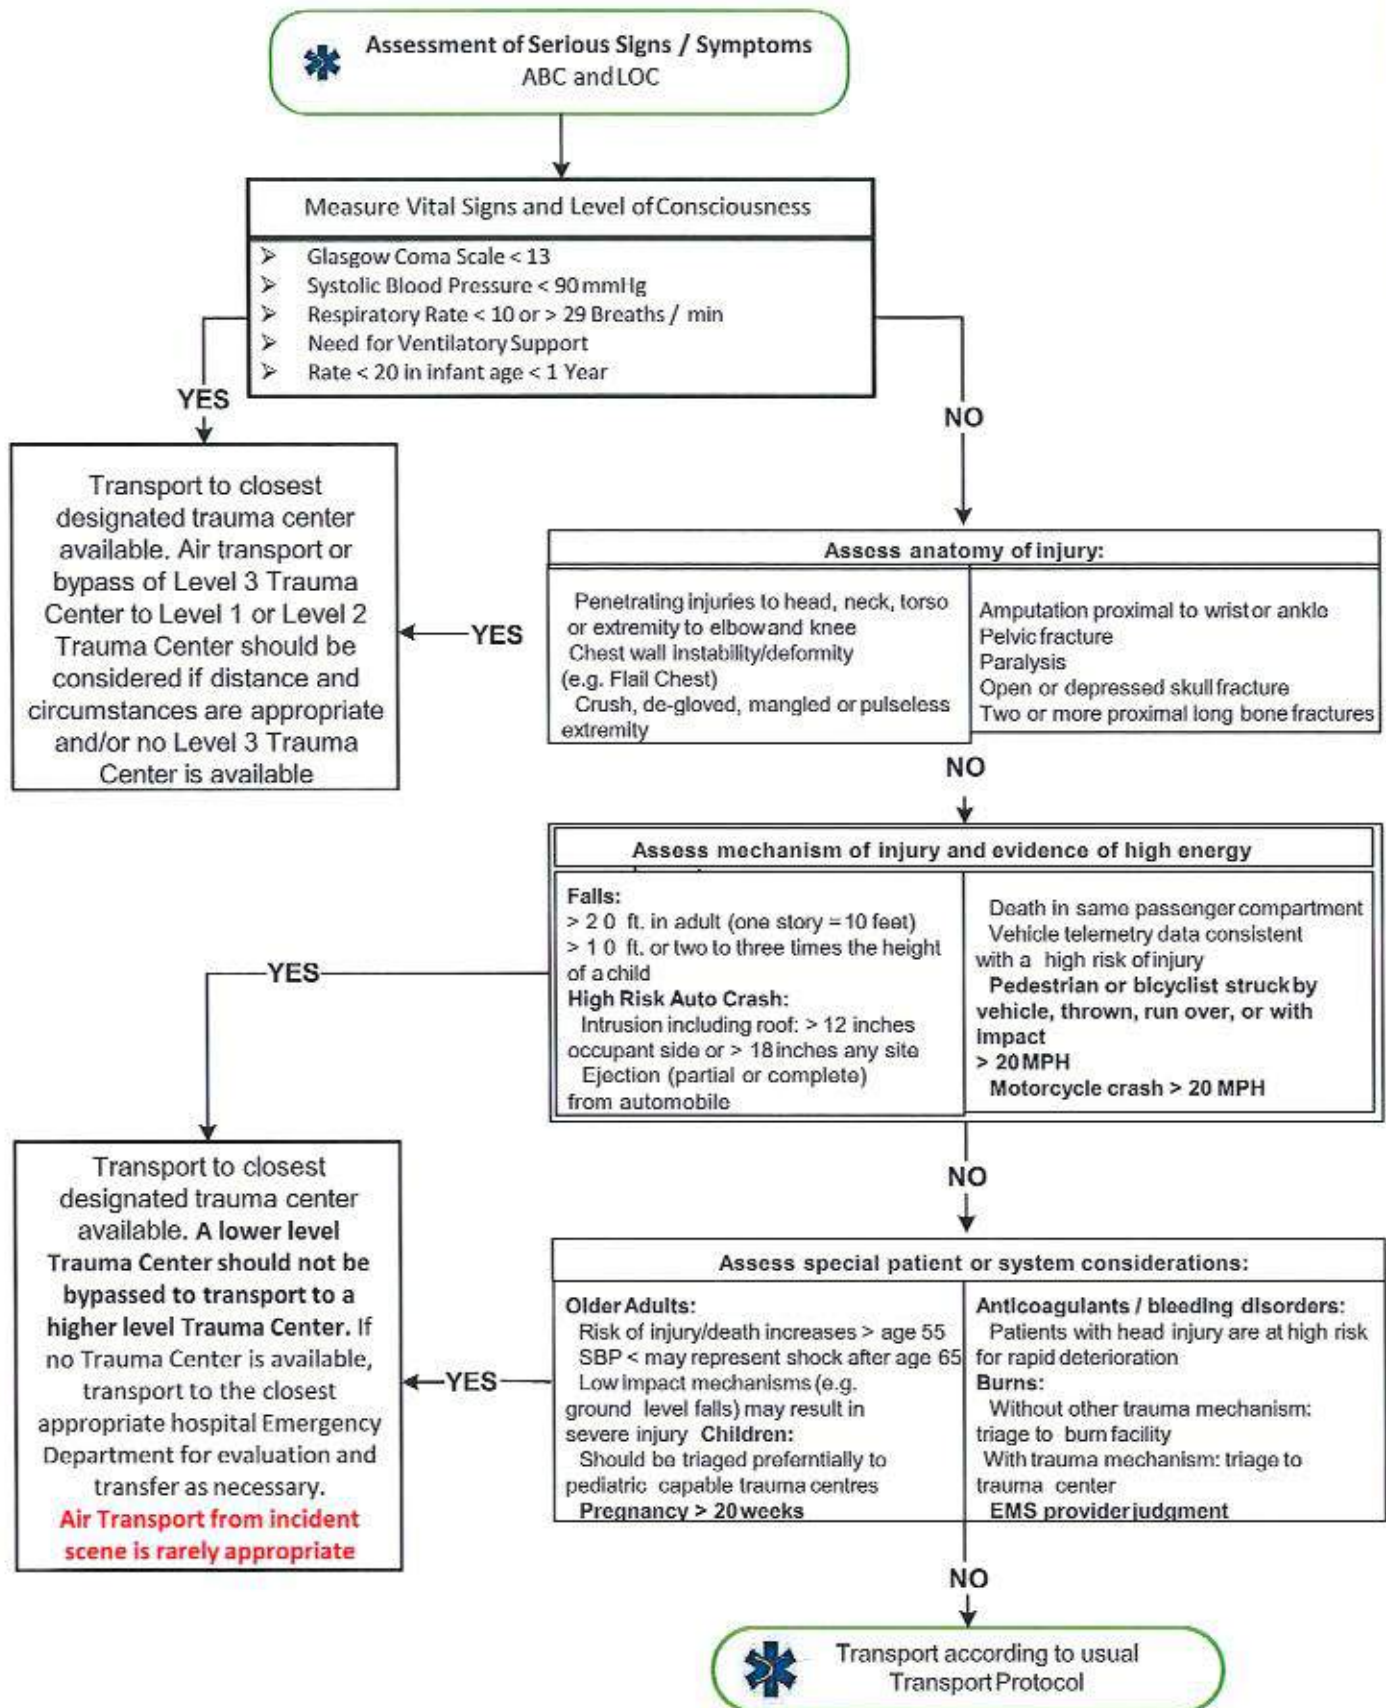 Assessment of Serious Signs / Symptoms
ABC and LOC
Measure Vital Signs and Level of Consciousness
➢ Glasgow Coma Scale < 13
➢ Systolic Blood Pressure < 90 mmHg
➢ Respiratory Rate < 10 or > 29 Breaths / min
➢ Need for Ventilatory Support
➢ Rate < 20 in infant age < 1 Year
YES
NO
Transport to closest
designated trauma center
available. Air transport or
bypass of Level 3 Trauma
Center to Level 1 or Level 2
Trauma Center should be
considered if distance and
circumstances are appropriate
and/or no Level 3 Trauma
Center is available
YES
Assess anatomy of injury:
Penetrating injuries to head, neck, torso
or extremity to elbow and knee
Chest wall instability/deformity
(e.g. Flail Chest)
Crush, de-gloved, mangled or pulseless
extremity
Amputation proximal to wrist or ankle
Pelvic fracture
Paralysis
Open or depressed skull fracture
Two or more proximal long bone fractures
NO
Assess mechanism of injury and evidence of high energy
Falls:
> 2 0 ft. in adult (one story = 10 feet)
> 1 0 ft. or two to three times the height
of a child
High Risk Auto Crash:
Intrusion including roof: > 12 inches
occupant side or > 18 inches any site
Ejection (partial or complete)
from automobile
Death in same passenger compartment
Vehicle telemetry data consistent
with a high risk of injury
Pedestrian or bicyclist struck by
vehicle, thrown, run over, or with
impact
> 20 MPH
Motorcycle crash > 20 MPH
YES
NO
Transport to closest
designated trauma center
available. A lower level
Trauma Center should not be
bypassed to transport to a
higher level Trauma Center. If
no Trauma Center is available,
transport to the closest
appropriate hospital Emergency
Department for evaluation and
transfer as necessary.
Air Transport from incident
scene is rarely appropriate
YES
Assess special patient or system considerations:
Older Adults:
Risk of injury/death increases > age 55
SBP < may represent shock after age 65
Low impact mechanisms (e.g.
ground level falls) may result in
severe injury Children:
Should be triaged preferntially to
pediatric capable trauma centres
Pregnancy > 20 weeks
Anticoagulants / bleeding disorders:
Patients with head injury are at high risk
for rapid deterioration
Burns:
Without other trauma mechanism:
triage to burn facility
With trauma mechanism: triage to
trauma center
EMS provider judgment
NO
Transport according to usual
Transport Protocol